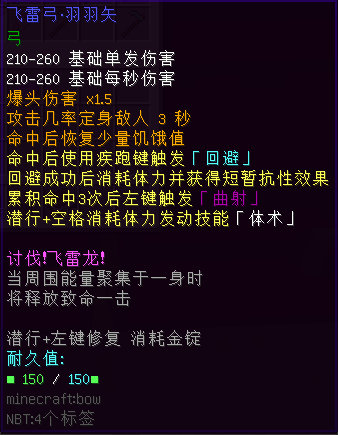 飞雷弓·羽羽矢
弓
210-260 基础单发伤害
210-260 基础每秒伤害
爆头伤害 x1.5
攻击几率定身敌人 3 秒
命中后恢复少量饥饿值
命中后使用疾跑键触发「回避」
回避成功后消耗体力并获得短暂抗性效果
累积命中3次后左键触发「曲射」
潜行+空格消耗体力发动技能「体术」
讨伐!飞雷龙!
当周围能量聚集于一身时
将释放致命一击
潜行+左键修复 消耗金锭
耐久值:
■ 150 / 150■
minecraft:bow
NBT:4个标签